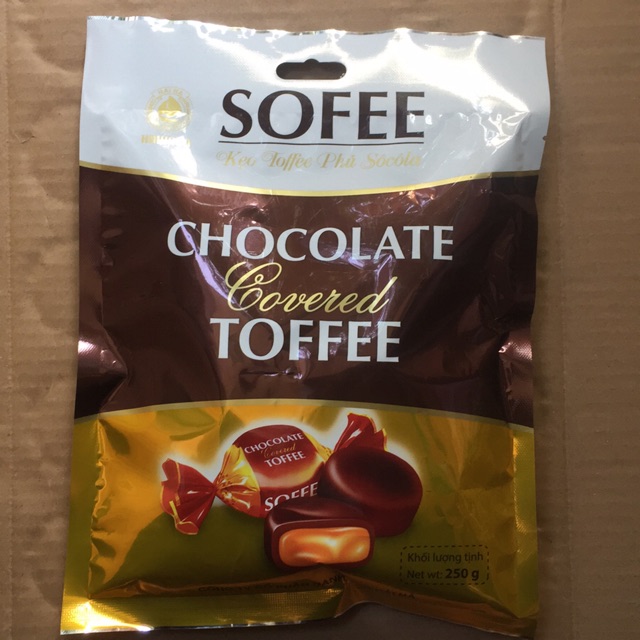 SOFEE
Kẹo Toffee Phủ Sôcôla
CHOCOLATE
Covered
TOFFEE
CHOCOLATE
Covered
TOFFEE
SOFEE
Khối lượng tịnh
Net wt: 250 g